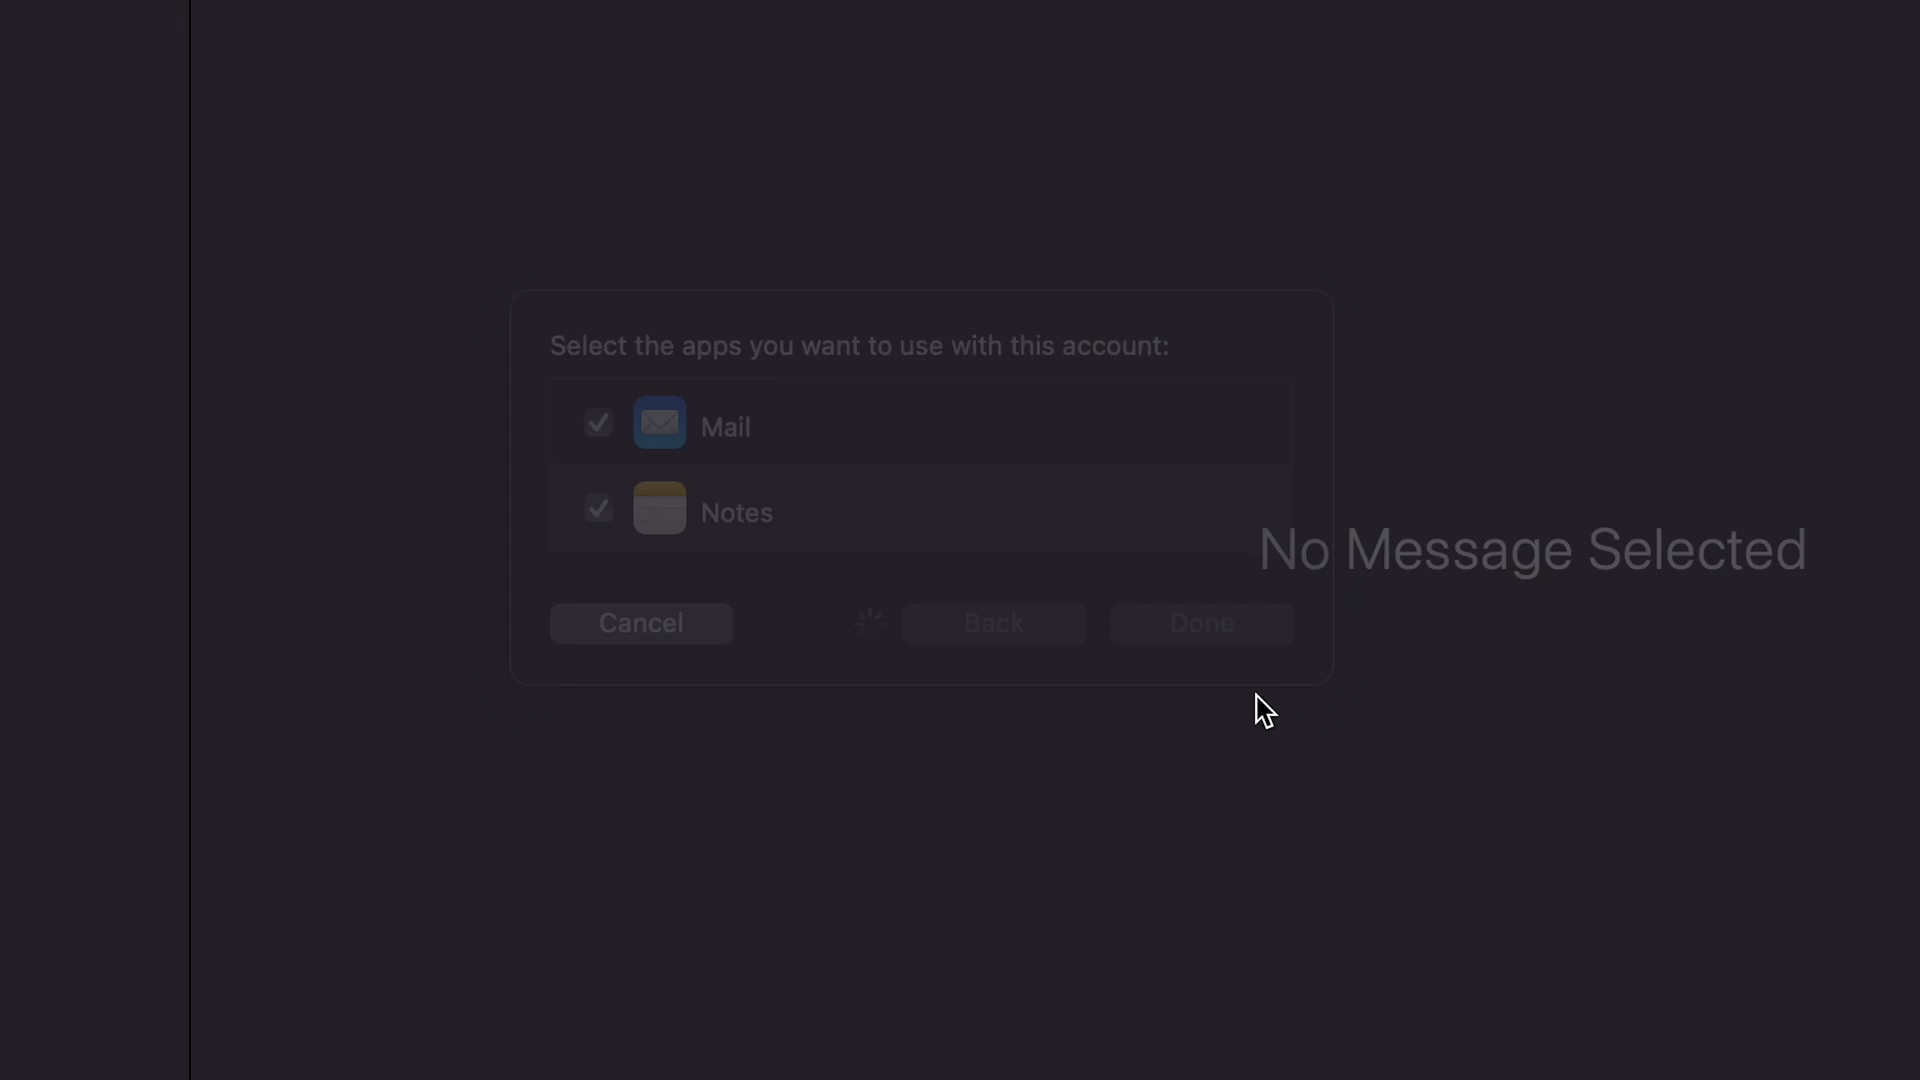 Select the apps you want to use with this account:
Mail
Notes
No Message Selected
Cancel
Back
Done